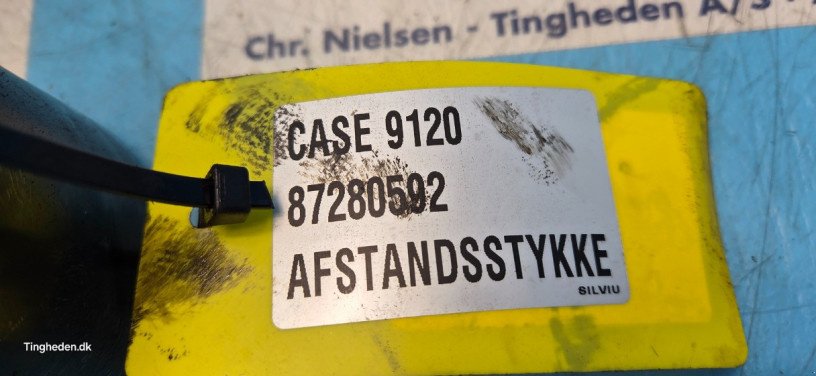 Chr. Nielsen - Tingheden A/S
CASE 9120
87280592
AFSTANDSSTYKKE
SILVIU
Tingheden.dk